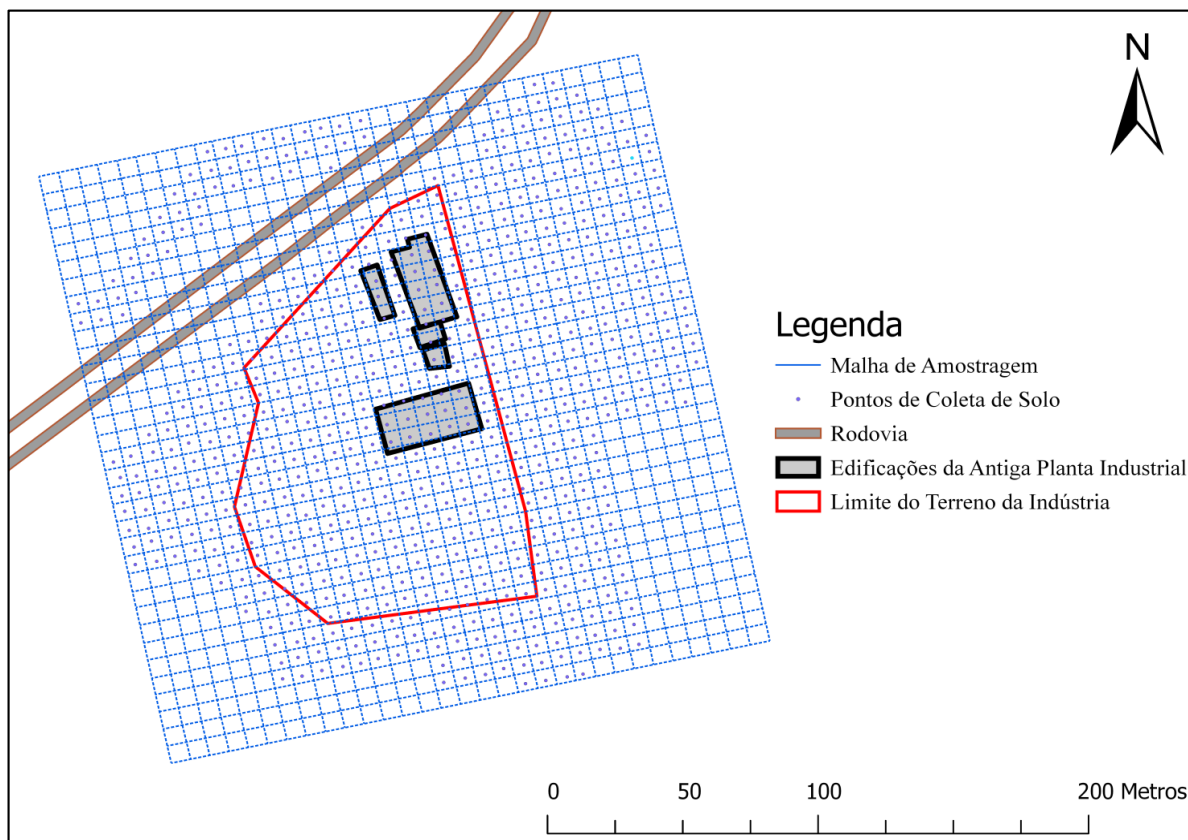 N
Legenda
Malha de Amostragem
Pontos de Coleta de Solo
Rodovia
Edificações da Antiga Planta Industrial
Limite do Terreno da Indústria
0 50 100 200 Metros